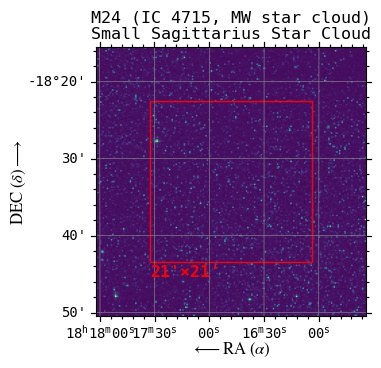 M24 (IC 4715, MW star cloud)
Small Sagittarius Star Cloud
-18°20'
30'
40'
50'
DEC (δ) ⟶
21'×21'
18ʰ18ᵐ00ˢ 17ᵐ30ˢ 00ˢ 16ᵐ30ˢ 00ˢ
⟵ RA (α)